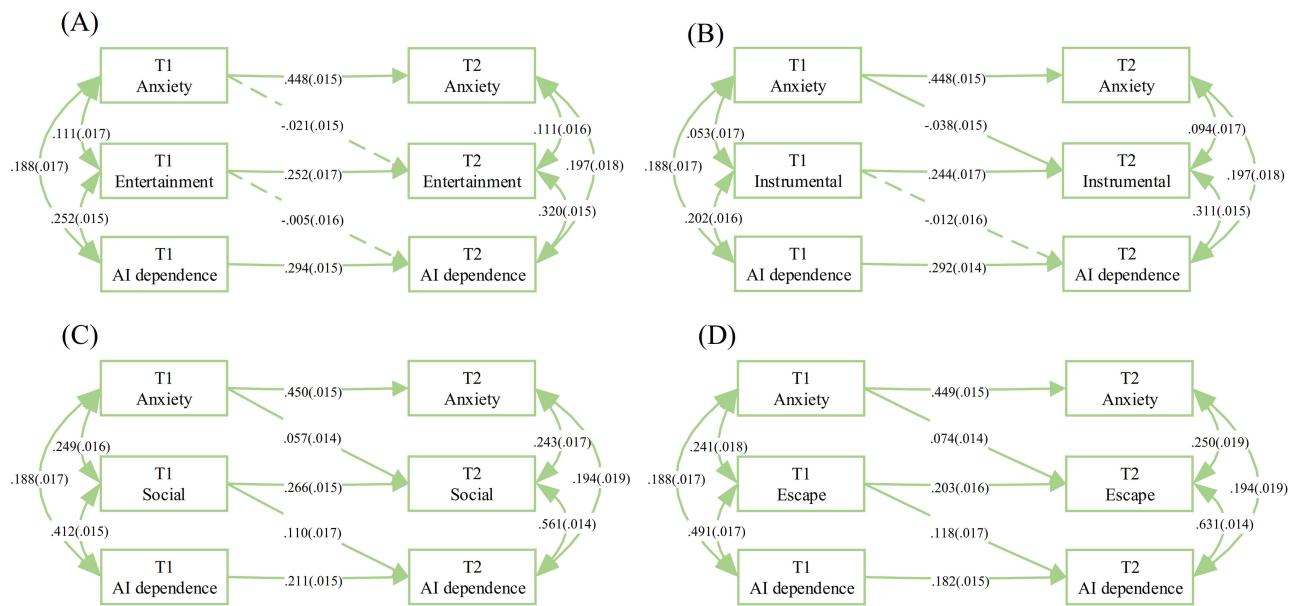 (A)
T1
Anxiety
T2
Anxiety
.448(.015)
-.021(.015)
.111(.017)
.111(.016)
.188(.017)
.197(.018)
T1
Entertainment
T2
Entertainment
.252(.017)
-.005(.016)
.252(.015)
.320(.015)
T1
AI dependence
T2
AI dependence
.294(.015)
(B)
T1
Anxiety
T2
Anxiety
.448(.015)
-.038(.015)
.053(.017)
.094(.017)
.188(.017)
.197(.018)
T1
Instrumental
T2
Instrumental
.244(.017)
-.012(.016)
.202(.016)
.311(.015)
T1
AI dependence
T2
AI dependence
.292(.014)
(C)
T1
Anxiety
T2
Anxiety
.450(.015)
.057(.014)
.249(.016)
.243(.017)
.188(.017)
.194(.019)
T1
Social
T2
Social
.266(.015)
.110(.017)
.412(.015)
.561(.014)
T1
AI dependence
T2
AI dependence
.211(.015)
(D)
T1
Anxiety
T2
Anxiety
.449(.015)
.074(.014)
.241(.018)
.250(.019)
.188(.017)
.194(.019)
T1
Escape
T2
Escape
.203(.016)
.118(.017)
.491(.017)
.631(.014)
T1
AI dependence
T2
AI dependence
.182(.015)